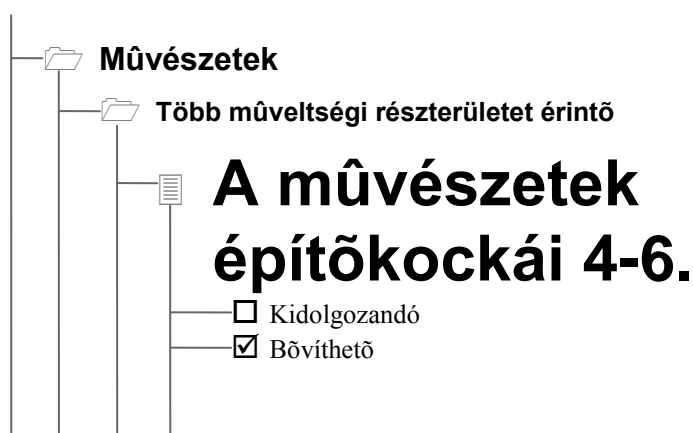 Mûvészetek
Több mûveltségi részterületet érintõ
A mûvészetek
építõkockái 4-6.
Kidolgozandó
Bõvíthetõ